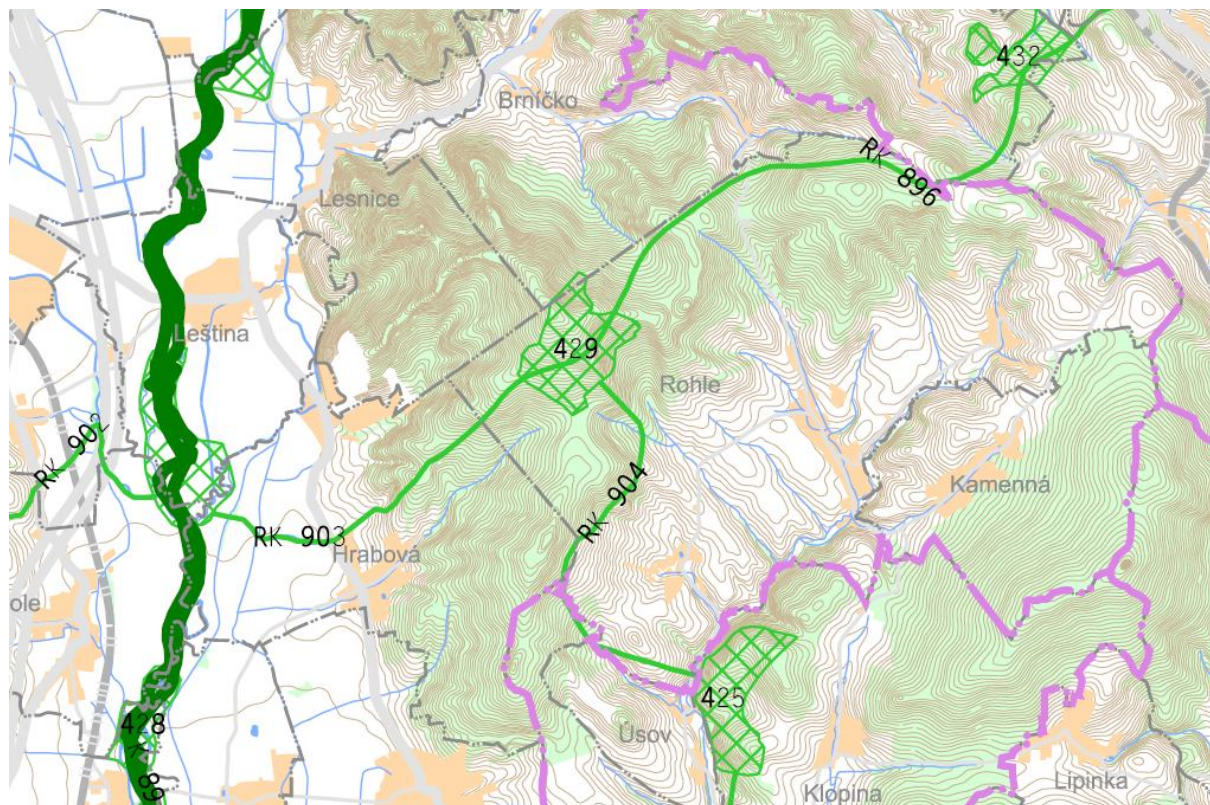 432
Brníčko
RK 896
Lesnice
Leština
429
Rohle
RK 902
RK 904
Kamenná
RK 903
Hrabová
ole
425
428
Úsov
Lipinka
Klopina